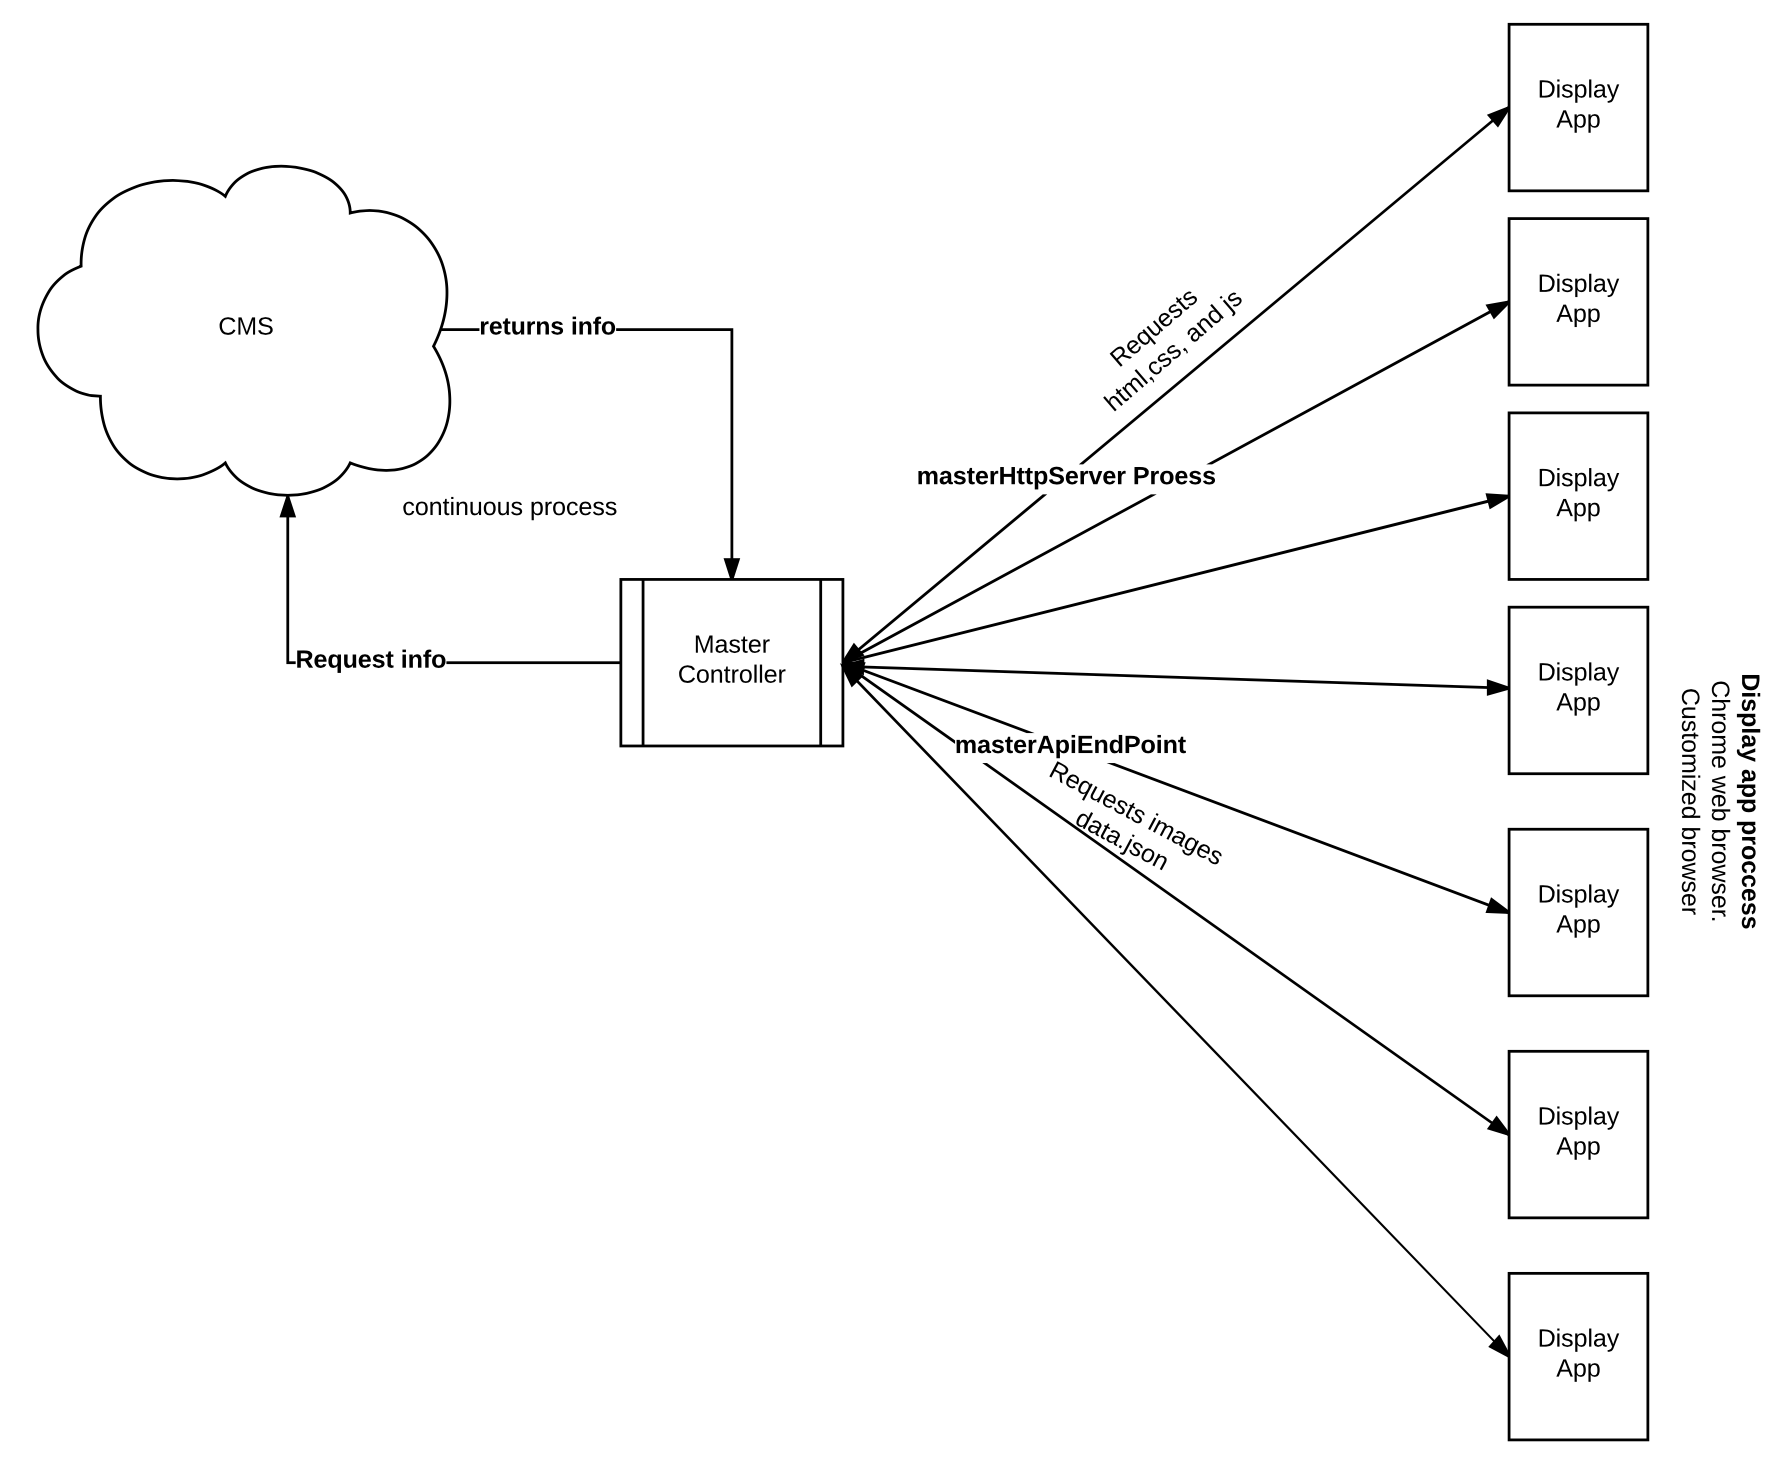 CMS
returns info
continuous process
Request info
Master
Controller
Requests
html,css, and js
masterHttpServer Proess
masterApiEndPoint
Requests images
data.json
Display
App
Display
App
Display
App
Display
App
Display
App
Display
App
Display
App
Display app proccess
Chrome web browser.
Customized browser